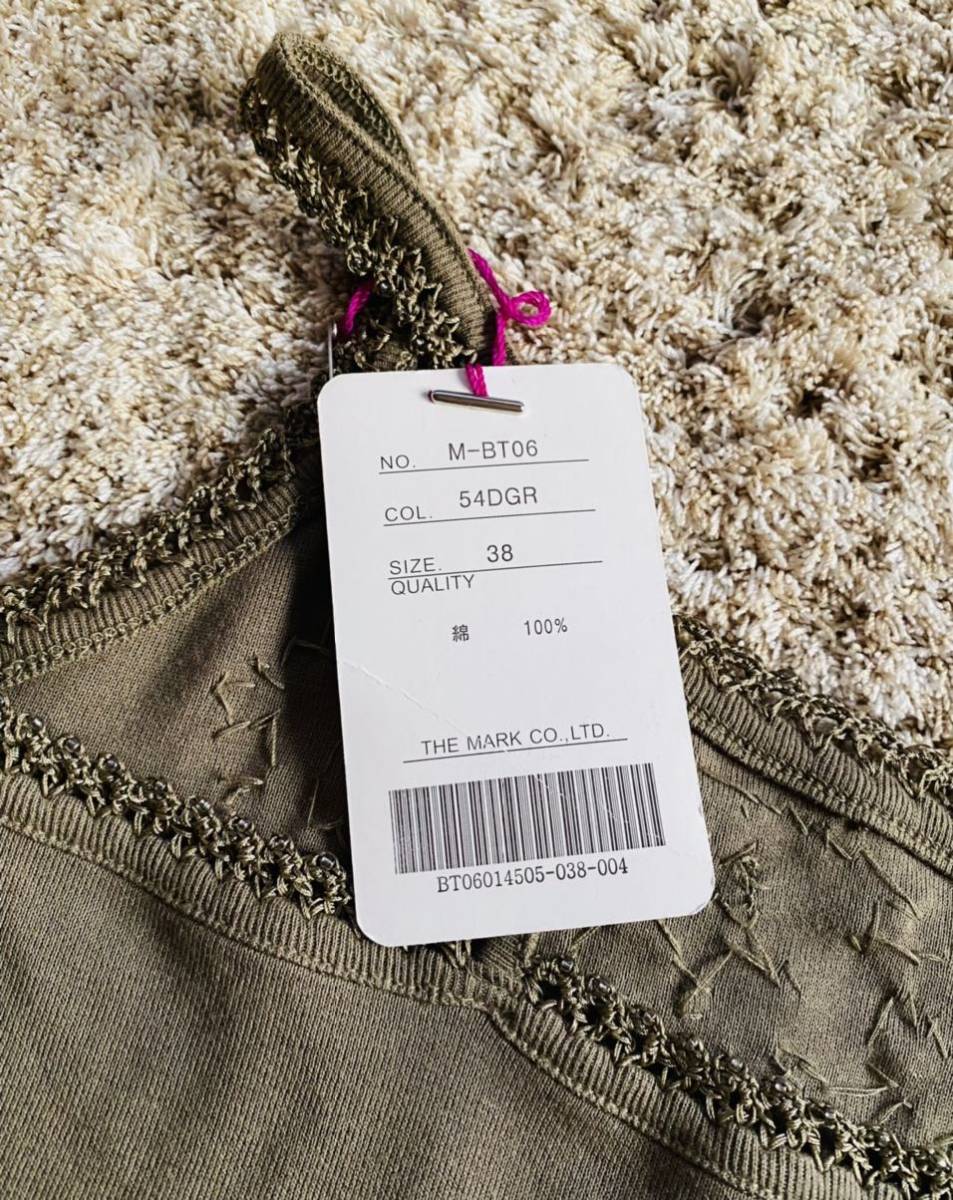 NO. M-BT06
COL. 54DGR
SIZE. 38
QUALITY
綿 100%
THE MARK CO.,LTD.
BT06014505-038-004